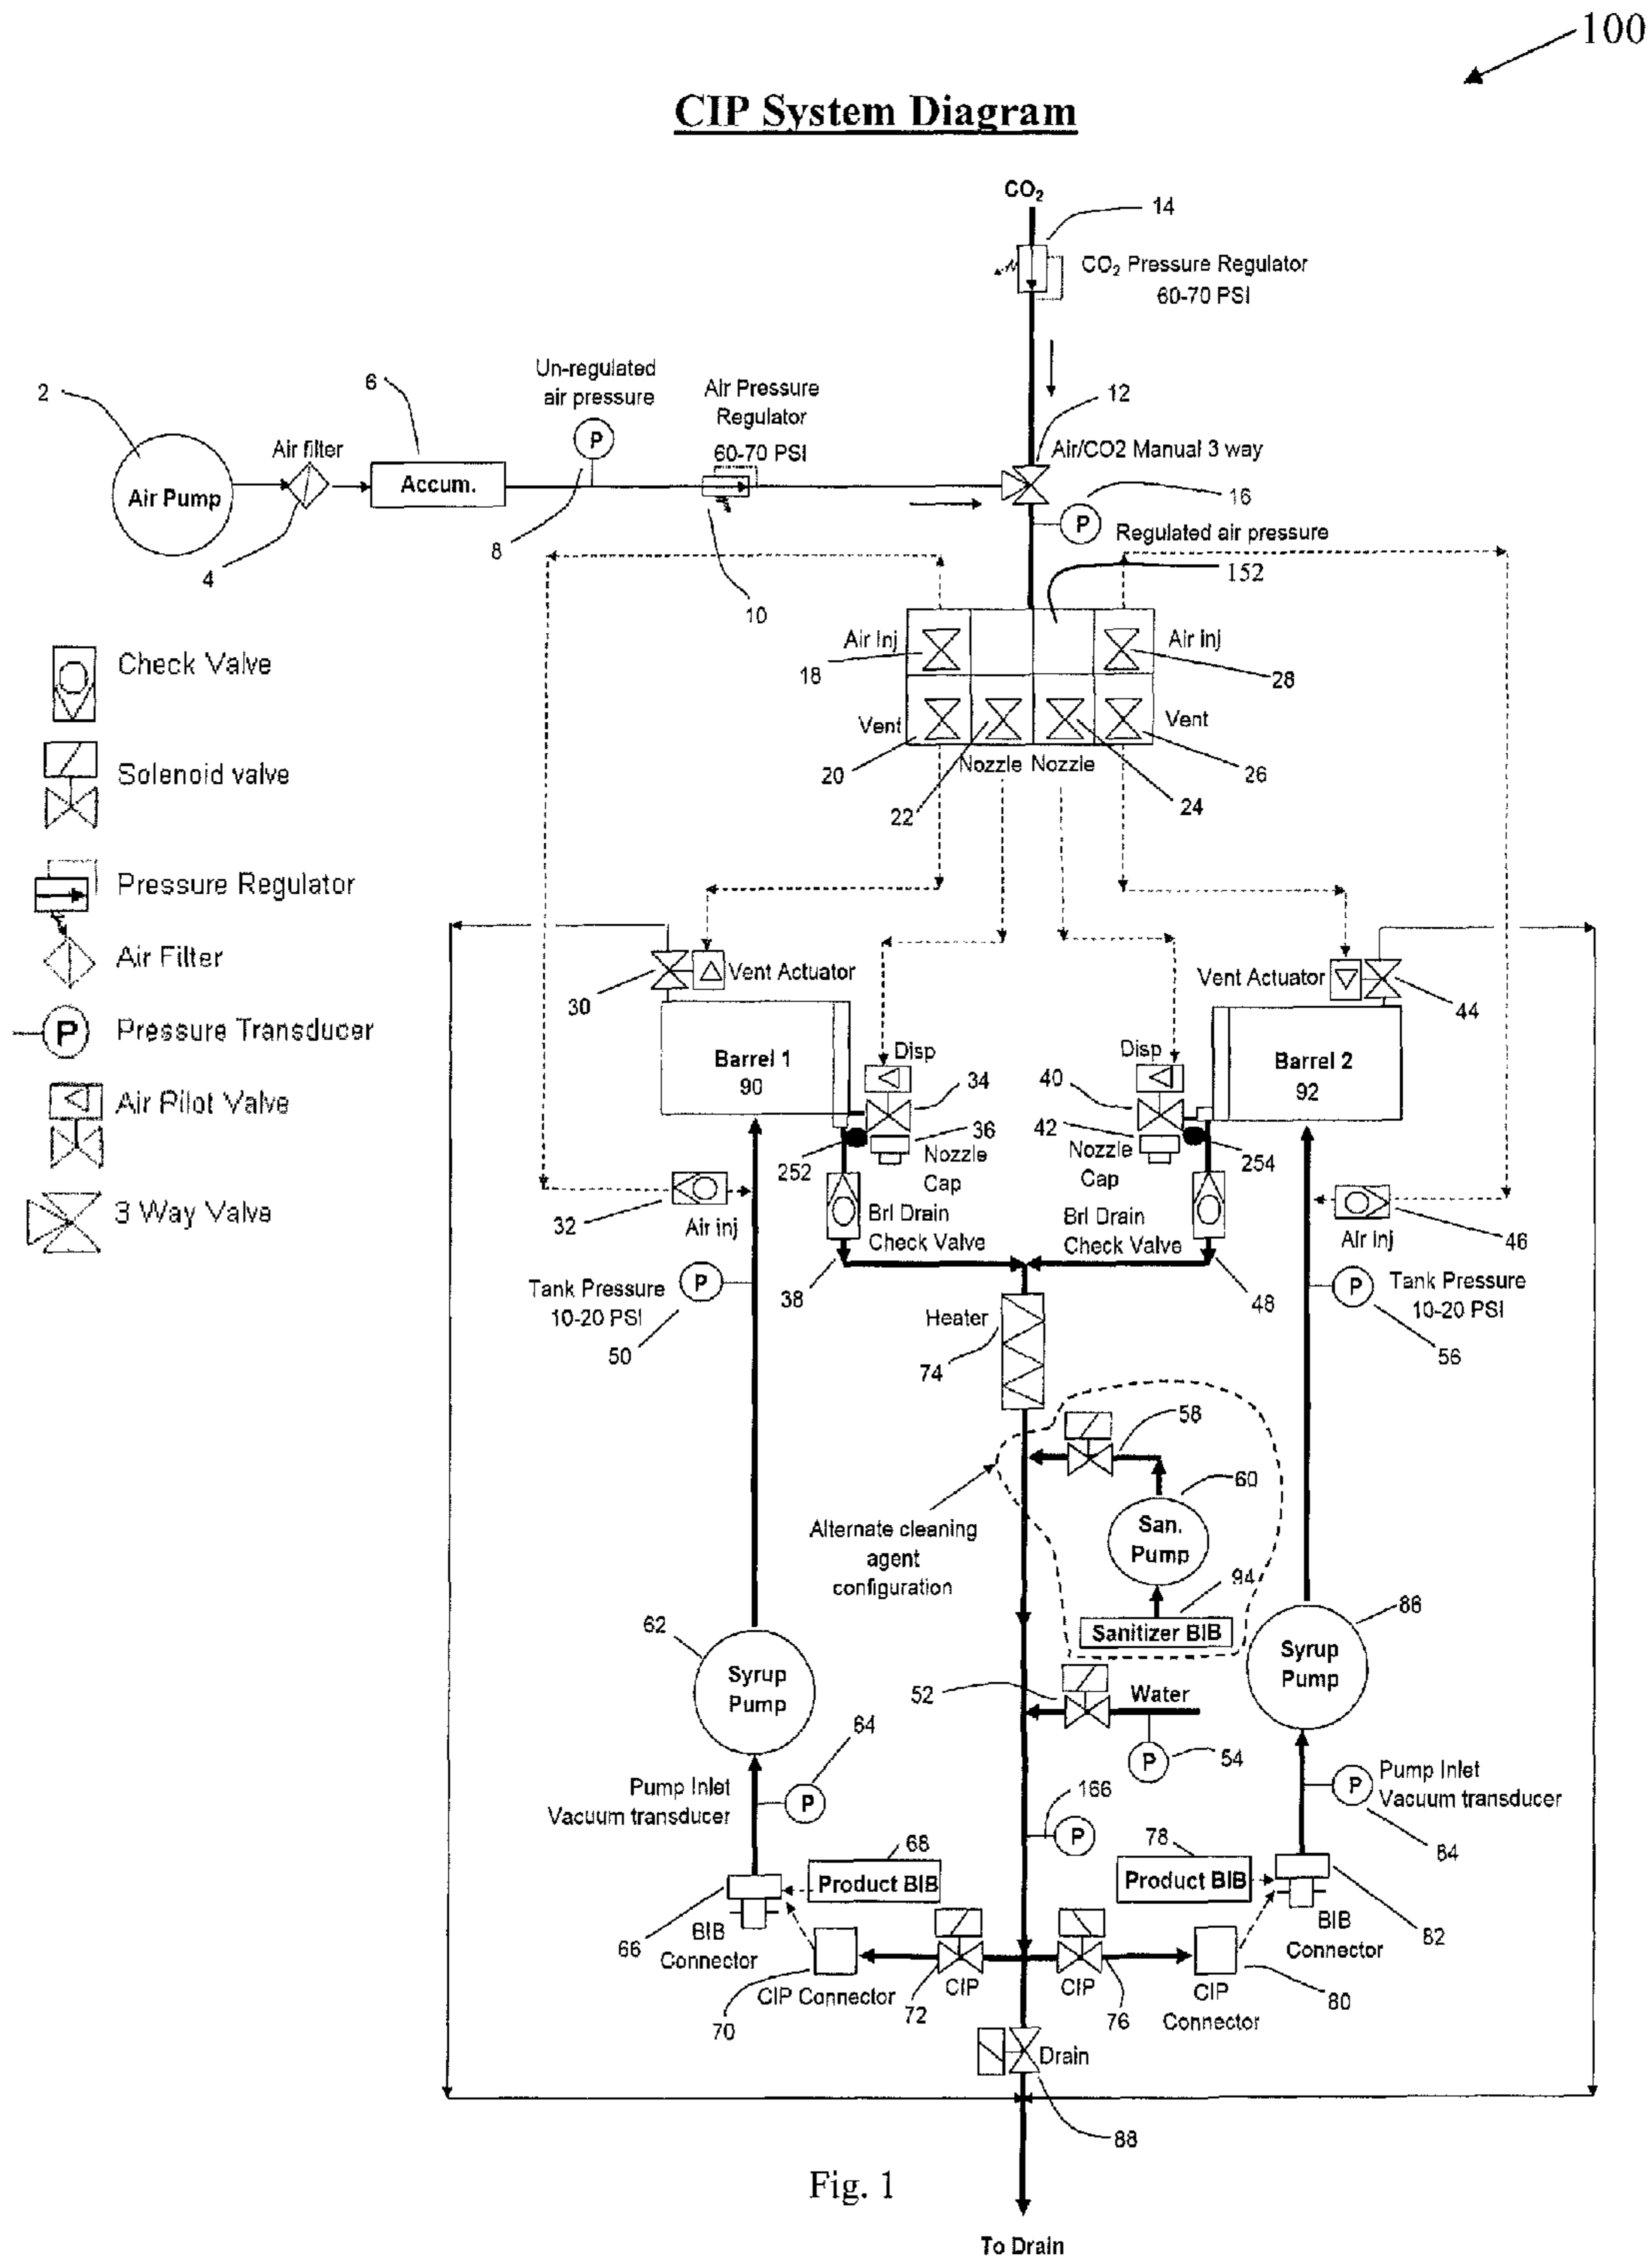 100
CIP System Diagram
CO₂
14
CO₂ Pressure Regulator
60-70 PSI
2
6
Un-regulated
air pressure
Air Pressure
Regulator
60-70 PSI
12
Air/CO2 Manual 3 way
Air filter
Air Pump
Accum.
P
16
P
Regulated air pressure
4
8
10
152
Air Inj
18
Air inj
28
Vent
20
Vent
26
Nozzle Nozzle
22
24
Check Valve
Solenoid valve
Pressure Regulator
Air Filter
P
Pressure Transducer
Air Pilot Valve
3 Way Valve
30
Vent Actuator
Vent Actuator
44
Barrel 1
90
Disp
34
36
Nozzle
Cap
252
Disp
40
42
Nozzle
Cap
254
Barrel 2
92
32
Air inj
Brl Drain
Check Valve
38
Brl Drain
Check Valve
48
Air Inj
46
Tank Pressure
10-20 PSI
50
P
P
Tank Pressure
10-20 PSI
56
Heater
74
58
60
San.
Pump
94
Sanitizer BIB
Alternate cleaning
agent
configuration
62
Syrup
Pump
86
Syrup
Pump
52
Water
P
54
64
P
Pump Inlet
Vacuum transducer
166
P
P
Pump Inlet
Vacuum transducer
84
68
Product BIB
78
Product BIB
66
BIB
Connector
BIB
Connector
82
70
CIP Connector
72
CIP
CIP
76
CIP
Connector
80
Drain
88
Fig. 1
To Drain